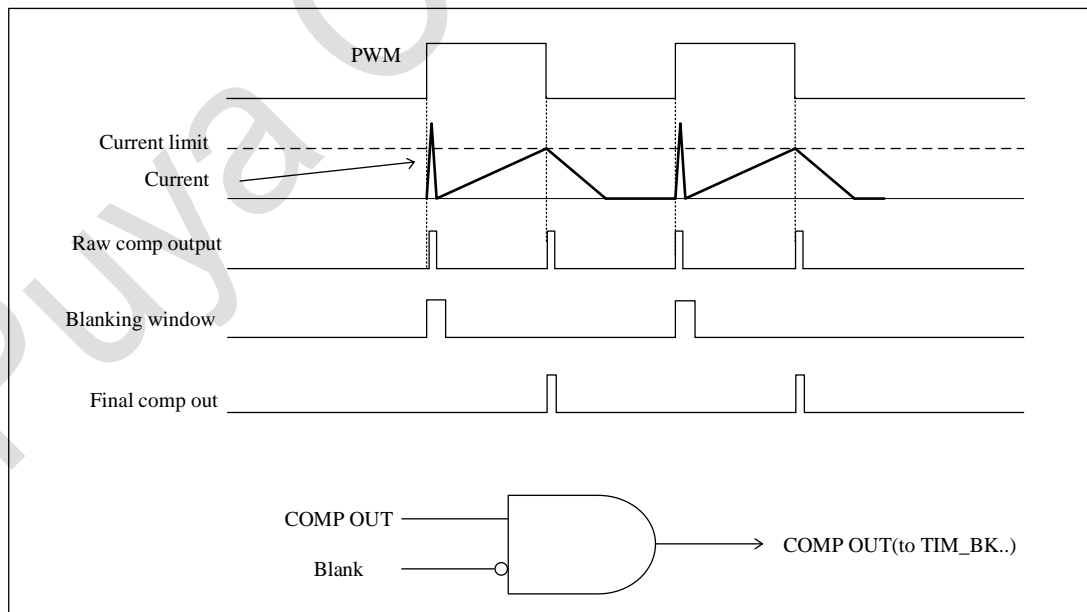 PWM
Current limit
Current
Raw comp output
Blanking window
Final comp out
COMP OUT
COMP OUT(to TIM_BK..)
Blank
Puya